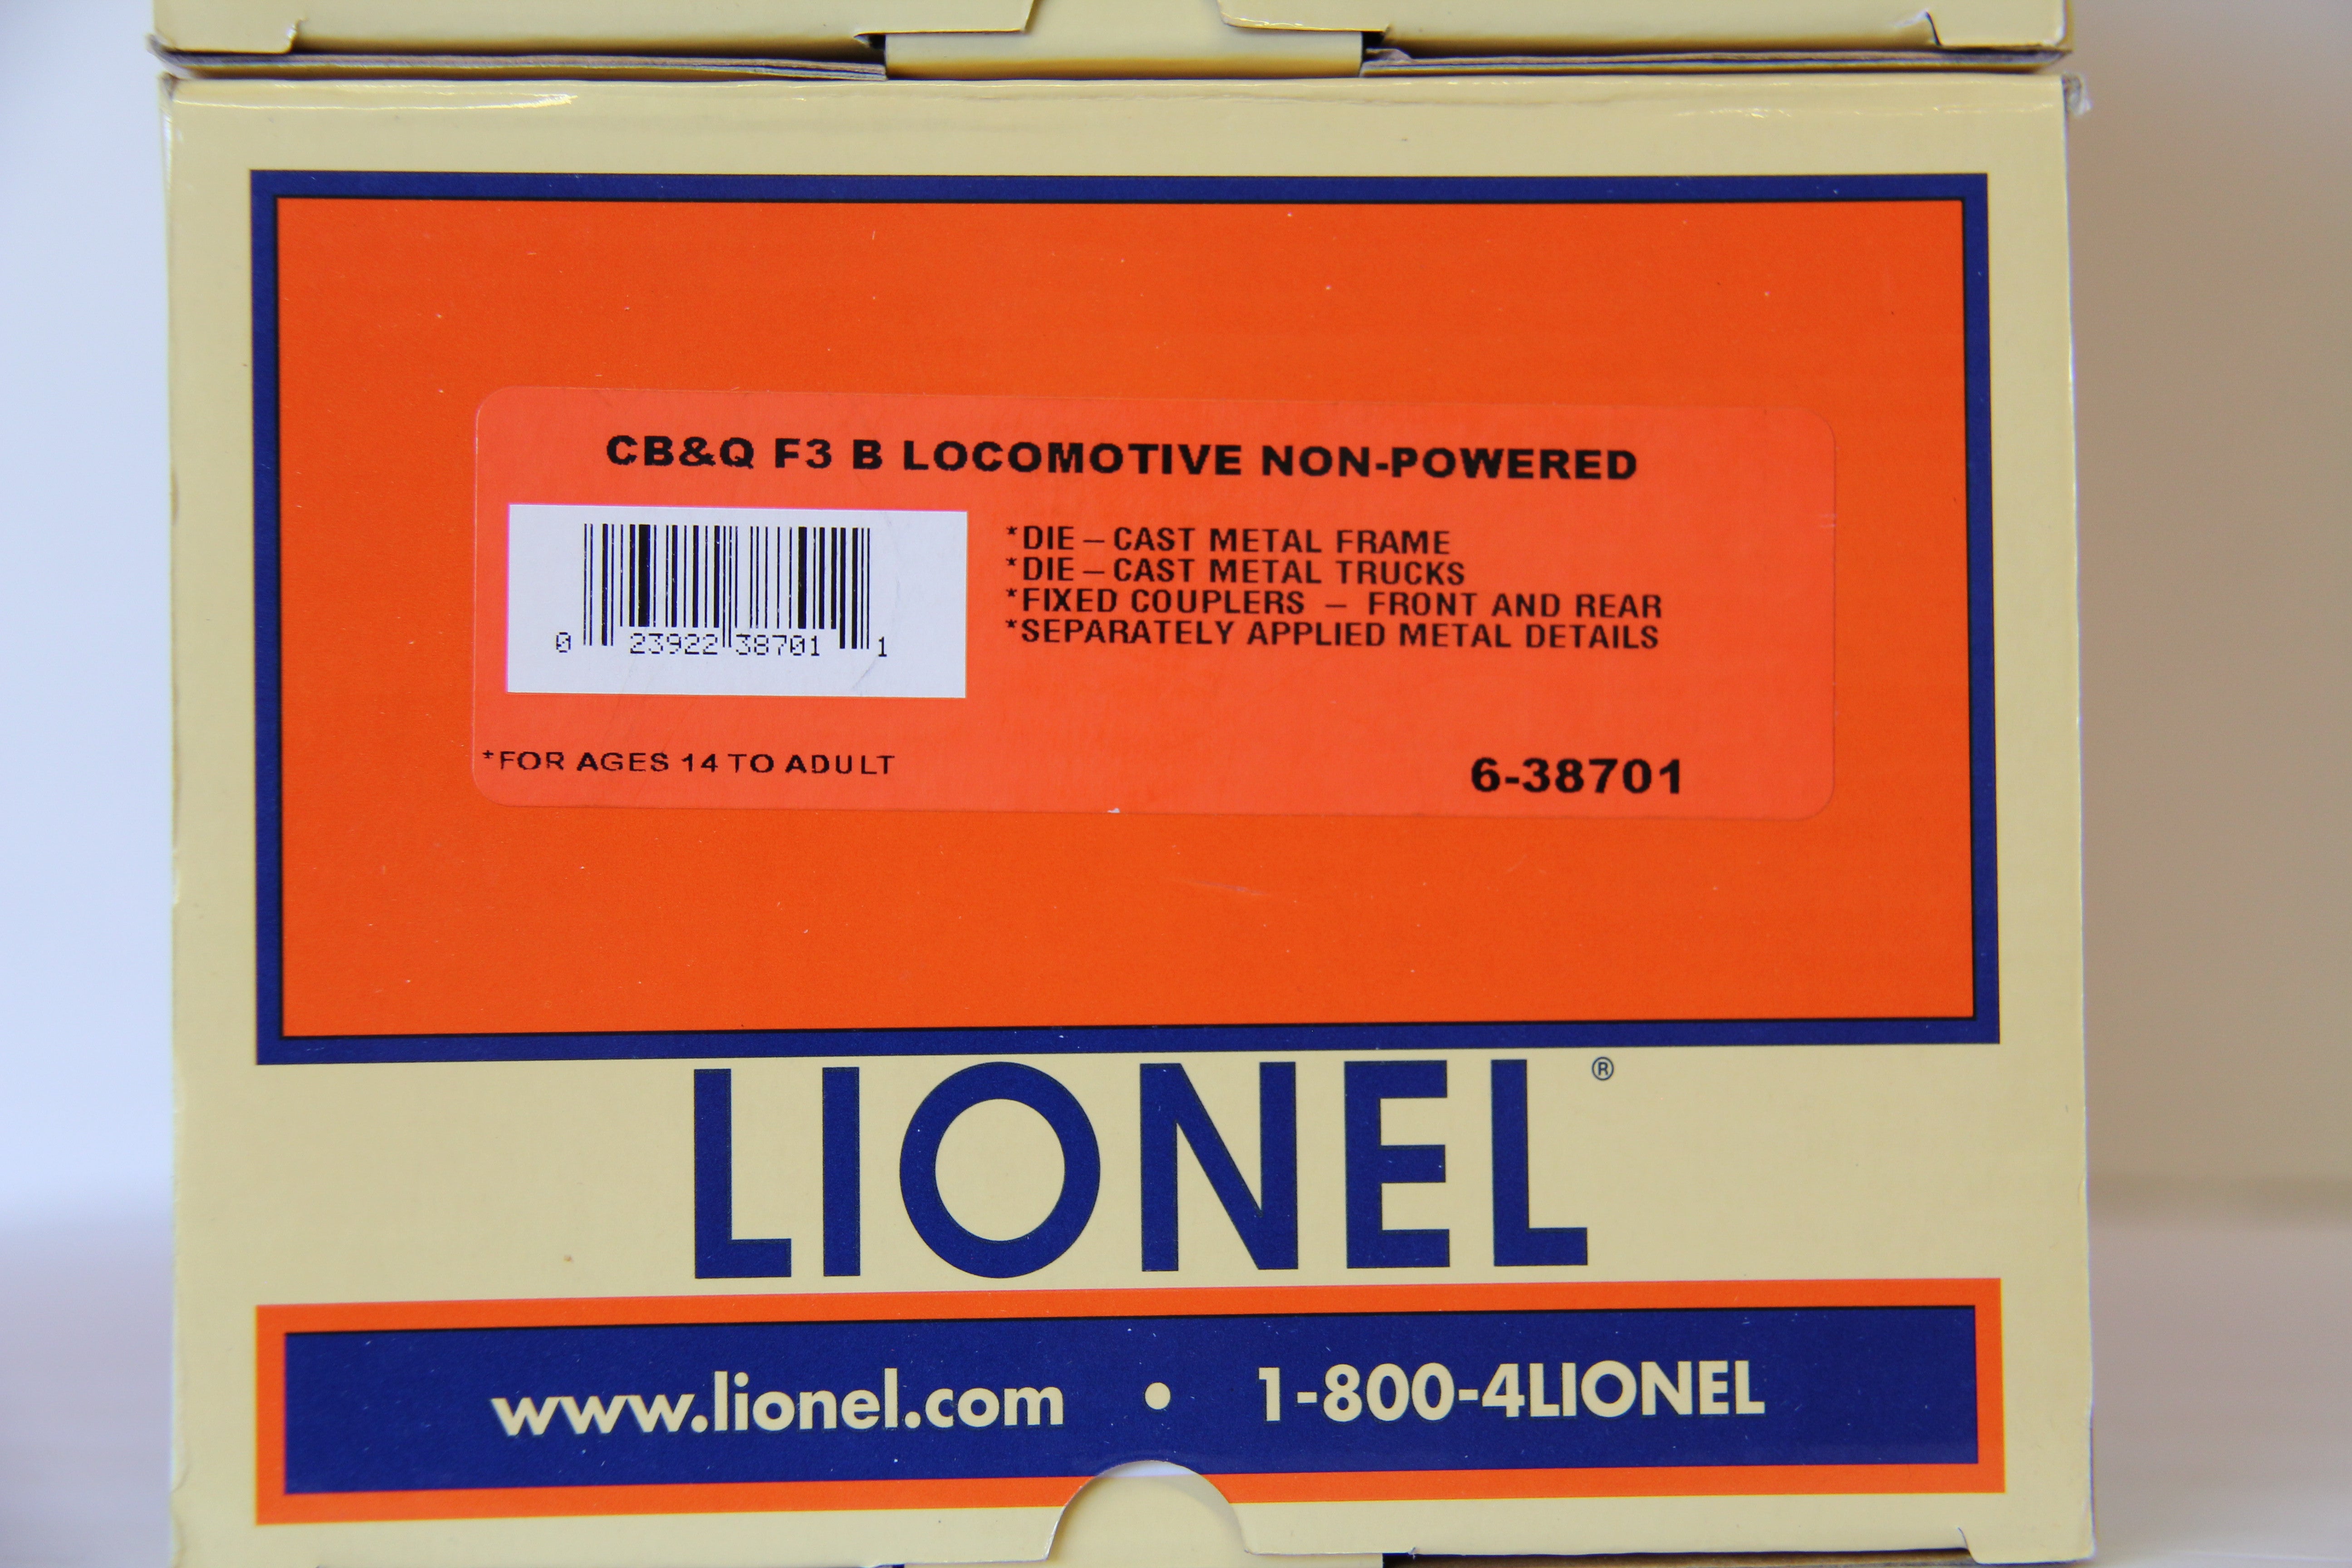 CB&Q F3 B LOCOMOTIVE NON-POWERED
*DIE – CAST METAL FRAME
*DIE – CAST METAL TRUCKS
*FIXED COUPLERS – FRONT AND REAR
*SEPARATELY APPLIED METAL DETAILS
0 23922 38701 1
*FOR AGES 14 TO ADULT
6-38701
LIONEL®
www.lionel.com • 1-800-4LIONEL